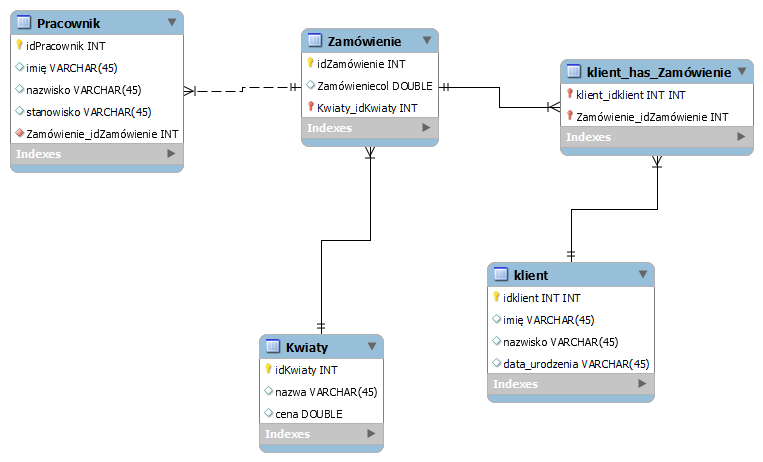 Pracownik
idPracownik INT
imię VARCHAR(45)
nazwisko VARCHAR(45)
stanowisko VARCHAR(45)
Zamówienie_idZamówienie INT
Indexes
Zamówienie
idZamówienie INT
Zamówieniecol DOUBLE
Kwiaty_idKwiaty INT
Indexes
klient_has_Zamówienie
klient_idklient INT INT
Zamówienie_idZamówienie INT
Indexes
klient
idklient INT INT
imię VARCHAR(45)
nazwisko VARCHAR(45)
data_urodzenia VARCHAR(45)
Indexes
Kwiaty
idKwiaty INT
nazwa VARCHAR(45)
cena DOUBLE
Indexes